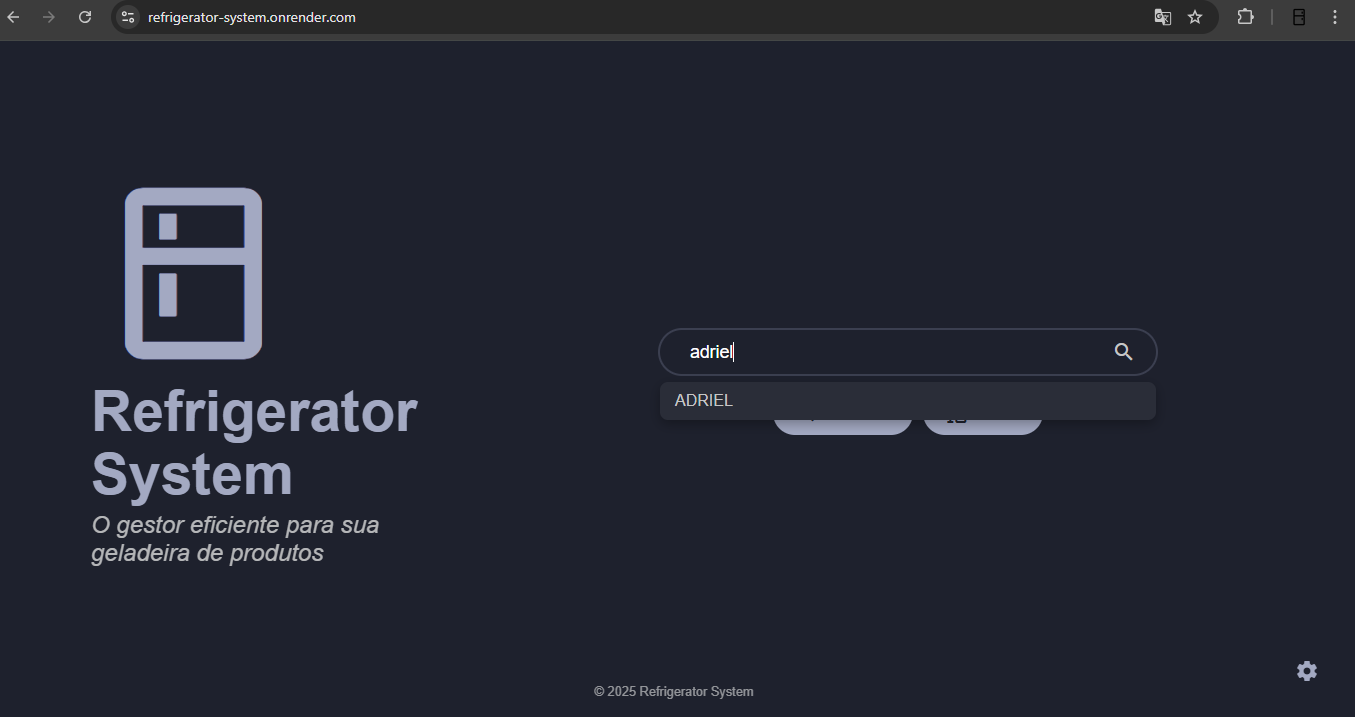 refrigerator-system.onrender.com
adriel
ADRIEL
Refrigerator
System
O gestor eficiente para sua
geladeira de produtos
© 2025 Refrigerator System